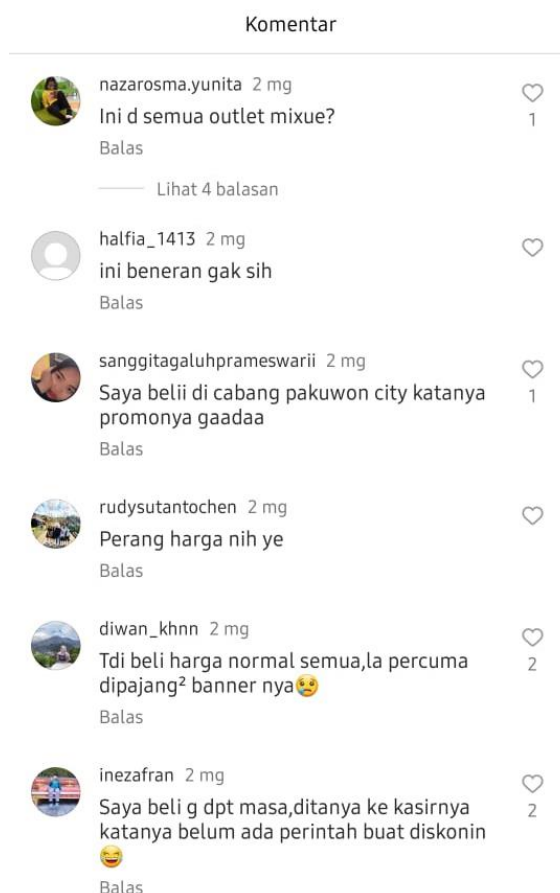 Komentar
nazarosma.yunita 2 mg
Ini d semua outlet mixue?
1
Balas
Lihat 4 balasan
halfia_1413 2 mg
ini beneran gak sih
Balas
sanggitagaluhprameswarii 2 mg
Saya belii di cabang pakuwon city katanya
promonya gaadaa
1
Balas
rudysutantochen 2 mg
Perang harga nih ye
Balas
diwan_khnn 2 mg
Tdi beli harga normal semua,la percuma
dipajang² banner nya😢
2
Balas
inezafran 2 mg
Saya beli g dpt masa,ditanya ke kasirnya
katanya belum ada perintah buat diskonin
😂
2
Balas